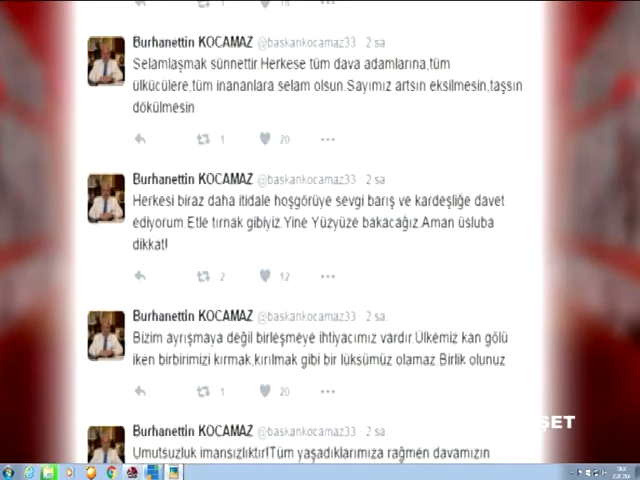 Burhanettin KOCAMAZ @baskankocamaz33 2 sa
Selamlaşmak sünnettir.Herkese tüm dava adamlarına,tüm
ülkücülere,tüm inananlara selam olsun.Sayımız artsın eksilmesin,taşsın
dökülmesin
1 20
Burhanettin KOCAMAZ @baskankocamaz33 2 sa
Herkesi biraz daha itidale hoşgörüye sevgi barış ve kardeşliğe davet
ediyorum.Etle tırnak gibiyiz.Yine Yüzyüze bakacağız.Aman üsluba
dikkat!
2 12
Burhanettin KOCAMAZ @baskankocamaz33 2 sa
Bizim ayrışmaya değil birleşmeye ihtiyacımız vardır.Ülkemiz kan gölü
iken birbirimizi kırmak,kırılmak gibi bir lüksümüz olamaz.Birlik olunuz
1 20
Burhanettin KOCAMAZ @baskankocamaz33 2 sa
Umutsuzluk imansızlıktır!Tüm yaşadıklarımıza rağmen davamızın